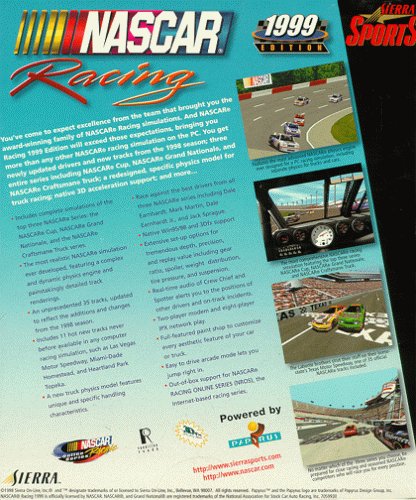 NASCAR®
Racing
1999
EDITION
SIERRA
SPORTS
You've come to expect excellence from the team that brought you the
award-winning family of NASCAR® Racing Simulations. And NASCAR
Racing 1999 Edition will exceed those expectations, bringing you
more than any other NASCAR® racing simulation on the PC. You get
newly updated drivers and new tracks from the 1998 season; three
entire series including NASCAR® Cup, NASCAR® Grand Nationals, and
NASCAR® Craftsman Truck; a redesigned, specific physics model for
truck racing; native 3D acceleration support; and more...
• Includes complete simulations of the
top three NASCAR® Series: the
NASCAR® Cup, NASCAR® Grand
Nationals, and the NASCAR®
Craftsman Truck series.
• The most realistic simulation
ever developed, featuring a complex
and dynamic physics engine and
painstakingly detailed track
renderings.
• An unprecedented 35 tracks, updated
to reflect the additions and changes
from the 1998 season.
• Includes 11 hot, new tracks never
before available in any computer
racing simulation, such as Las Vegas
Motor Speedway, Miami-Dade
Homestead, and Heartland Park
Topeka.
• A new truck physics model features
unique and specific handling
characteristics.
• Race against the best drivers from all
three NASCAR® series including Dale
Earnhardt, Mark Martin, Dale
Earnhardt Jr., and Jack Sprague.
• Native Win95/98 and 3Dfx support.
• Extensive set-up options for
tremendous depth, precision,
and replay value including gear
ratio, spoiler, weight distribution,
tire pressure, and suspension.
• Real-time audio of Crew Chief and
Spotter alerts you to the positions of
other drivers and on-track incidents.
• Two player modem and eight-player
IPX network play.
• Full-featured paint shop to customize
every aesthetic feature of your car
or truck.
• Easy to drive arcade mode lets you
jump right in.
• Out-of-box support for NASCAR®
RACING ONLINE SERIES (NROS), the
Internet-based racing series.
TEXAS
NASCAR
Online Series
Racing
Powered by
PAPYRUS
http://www.sierrasports.com
http://www.nascar.com
SIERRA